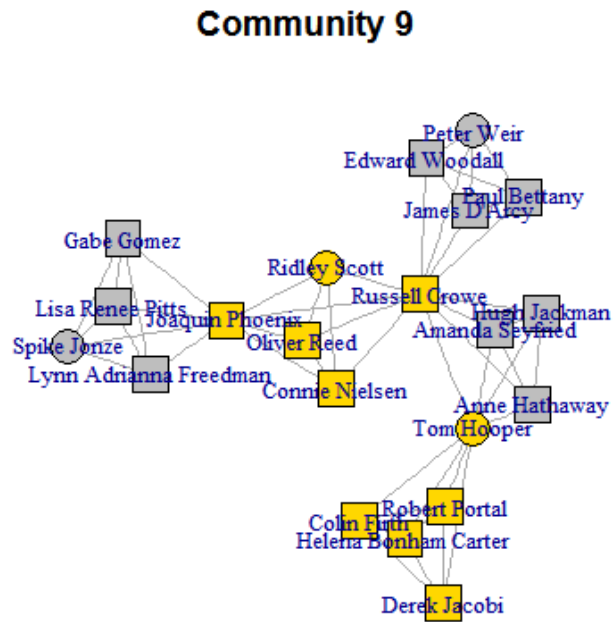 Community 9
Peter Weir
Edward Woodall
Paul Bettany
James D'Arcy
Gabe Gomez
Ridley Scott
Russell Crowe
Lisa Renee Pitts
Hugh Jackman
Joaquin Phoenix
Amanda Seyfried
Oliver Reed
Spike Jonze
Lynn Adrianna Freedman
Connie Nielsen
Anne Hathaway
Tom Hooper
Robert Portal
Colin Firth
Helena Bonham Carter
Derek Jacobi